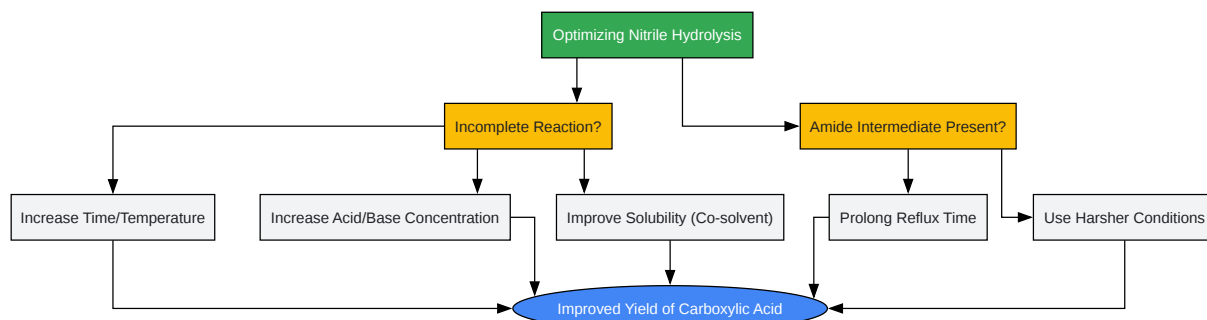 Optimizing Nitrile Hydrolysis
Incomplete Reaction?
Amide Intermediate Present?
Increase Time/Temperature
Increase Acid/Base Concentration
Improve Solubility (Co-solvent)
Prolong Reflux Time
Use Harsher Conditions
Improved Yield of Carboxylic Acid